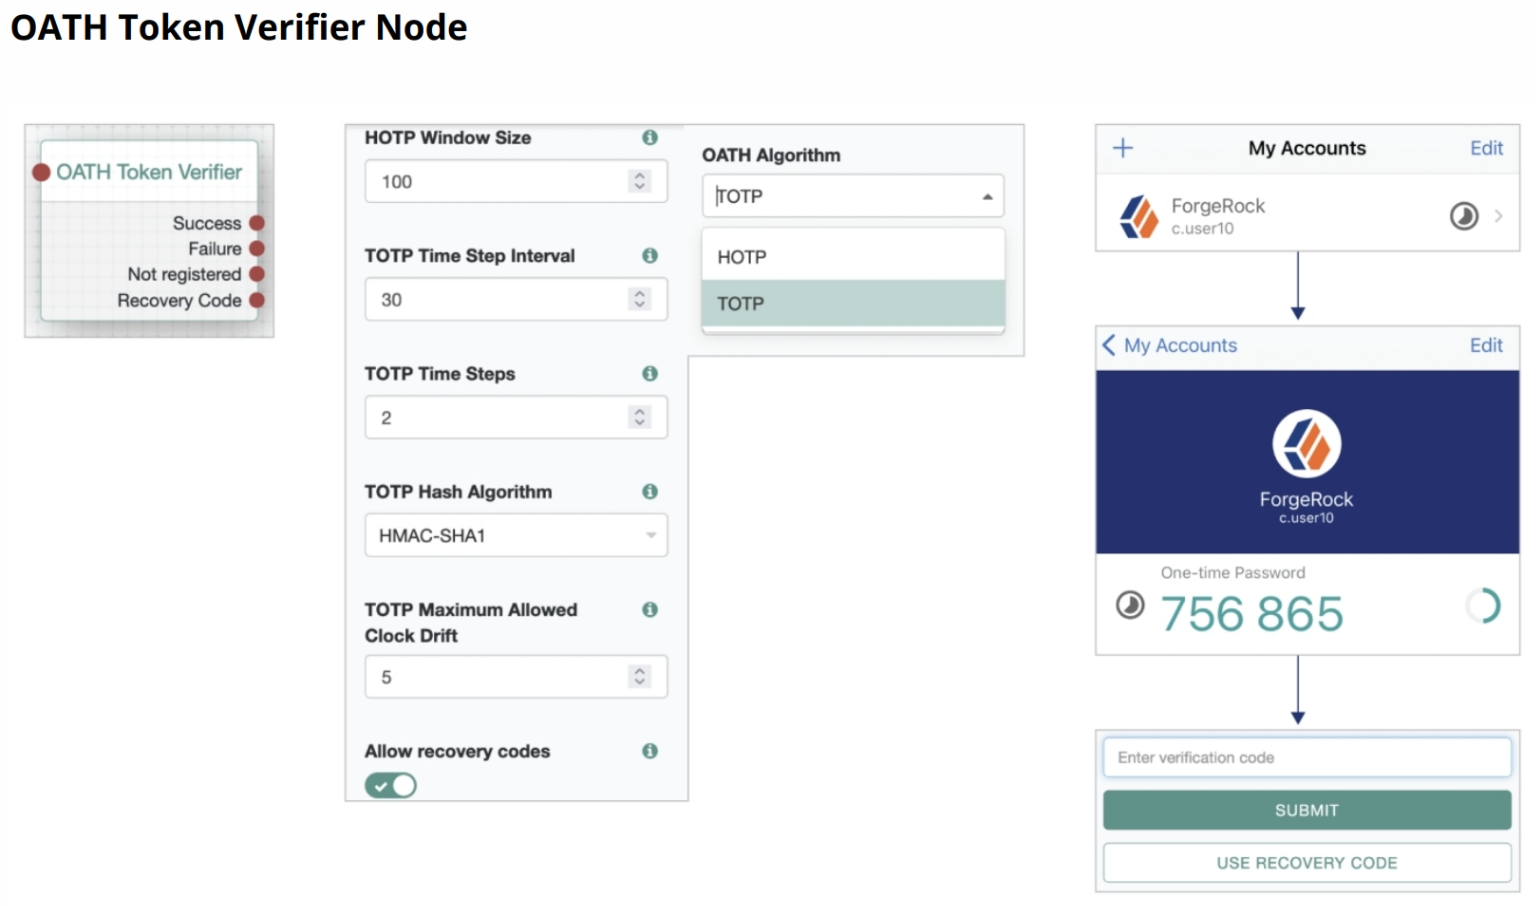 OATH Token Verifier Node
OATH Token Verifier
Success
Failure
Not registered
Recovery Code
HOTP Window Size
100
TOTP Time Step Interval
30
TOTP Time Steps
2
TOTP Hash Algorithm
HMAC-SHA1
TOTP Maximum Allowed
Clock Drift
5
Allow recovery codes
OATH Algorithm
TOTP
HOTP
TOTP
My Accounts
Edit
ForgeRock
c.user10
My Accounts
Edit
ForgeRock
c.user10
One-time Password
756 865
Enter verification code
SUBMIT
USE RECOVERY CODE